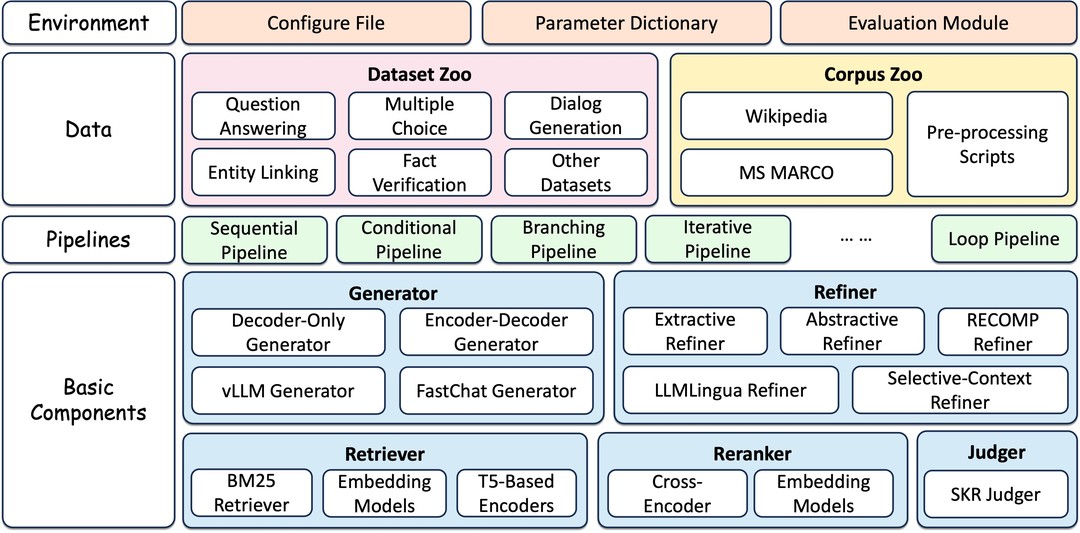 Environment
Configure File
Parameter Dictionary
Evaluation Module
Data
Dataset Zoo
Question
Answering
Multiple
Choice
Dialog
Generation
Entity Linking
Fact
Verification
Other
Datasets
Corpus Zoo
Wikipedia
MS MARCO
Pre-processing
Scripts
Pipelines
Sequential
Pipeline
Conditional
Pipeline
Branching
Pipeline
Iterative
Pipeline
... ...
Loop Pipeline
Basic
Components
Generator
Decoder-Only
Generator
Encoder-Decoder
Generator
vLLM Generator
FastChat Generator
Refiner
Extractive
Refiner
Abstractive
Refiner
RECOMP
Refiner
LLMLingua Refiner
Selective-Context
Refiner
Retriever
BM25
Retriever
Embedding
Models
T5-Based
Encoders
Reranker
Cross-
Encoder
Embedding
Models
Judger
SKR Judger